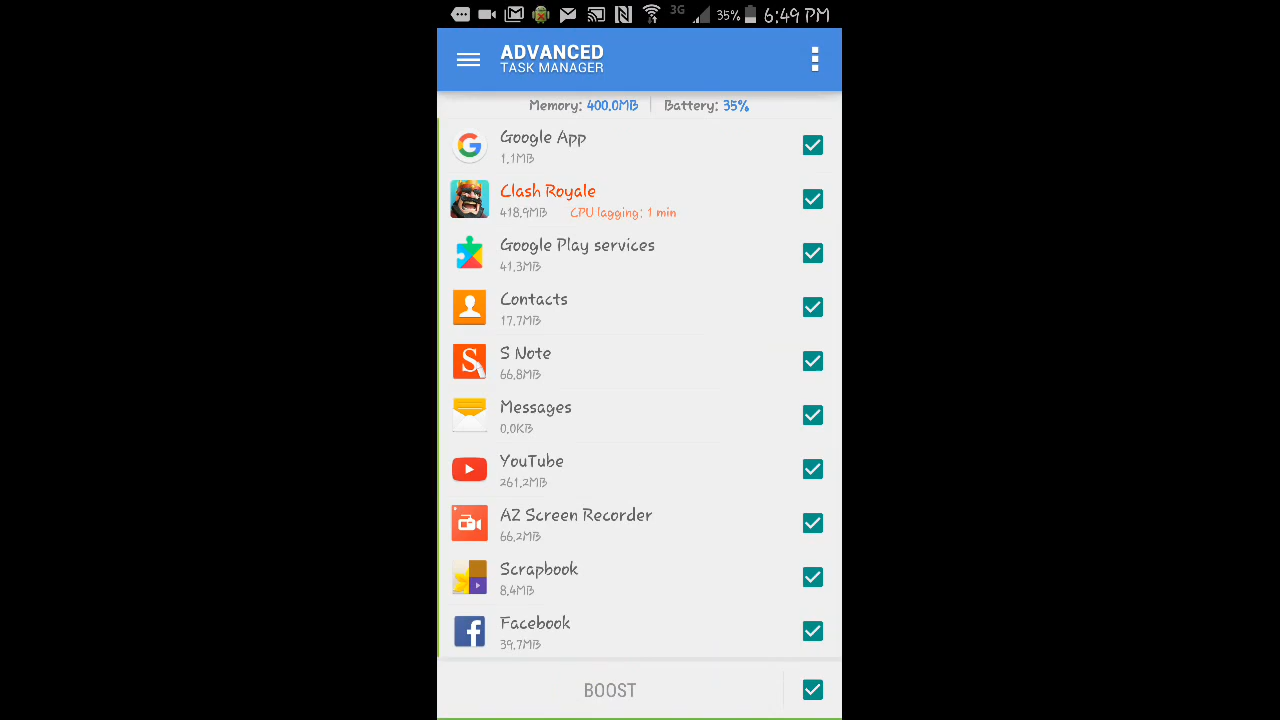 3G 35% 6:49 PM
ADVANCED
TASK MANAGER
Memory: 400.0MB Battery: 35%
Google App
1.1MB
Clash Royale
418.9MB CPU lagging: 1 min
Google Play services
41.3MB
Contacts
17.7MB
S Note
66.8MB
Messages
0.0KB
YouTube
261.2MB
AZ Screen Recorder
66.2MB
Scrapbook
8.4MB
Facebook
39.7MB
BOOST